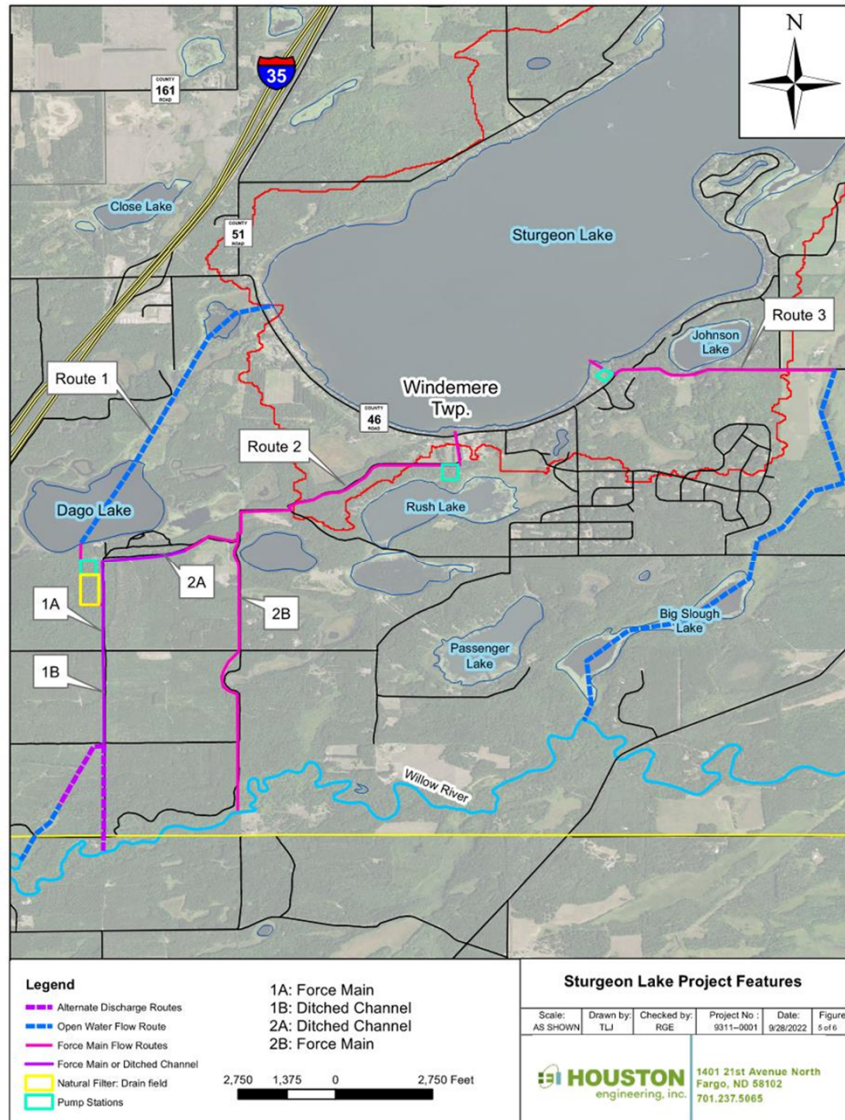 N
COUNTY
161
ROAD
35
Close Lake
COUNTY
51
ROAD
Sturgeon Lake
Route 3
Johnson
Lake
Route 1
Windemere
Twp.
COUNTY
46
ROAD
Route 2
Dago Lake
Rush Lake
2A
1A
2B
Big Slough
Lake
1B
Passenger
Lake
Willow River
Legend
Alternate Discharge Routes
Open Water Flow Route
Force Main Flow Routes
Force Main or Ditched Channel
Natural Filter: Drain field
Pump Stations
1A: Force Main
1B: Ditched Channel
2A: Ditched Channel
2B: Force Main
2,750 1,375 0 2,750 Feet
Sturgeon Lake Project Features
Scale: Drawn by: Checked by: Project No : Date: Figure
AS SHOWN TLJ RGE 9311–0001 9/28/2022 5 of 6
HOUSTON
engineering, inc.
1401 21st Avenue North
Fargo, ND 58102
701.237.5065